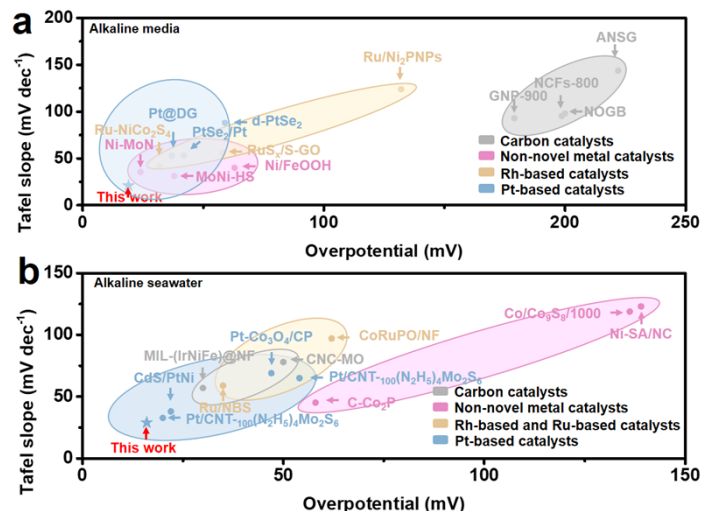 a
Alkaline media
Tafel slope (mV dec⁻¹)
200
150
100
50
0
0
50
100
150
200
250
Overpotential (mV)
Ru/Ni₂PNPs
ANSG
NCFs-800
GNP-900
NOGB
Pt@DG
d-PtSe₂
Ru-NiCo₂S₄
PtSe₂/Pt
Ni-MoN
RuSₓ/S-GO
Ni/FeOOH
MoNi-HS
This work
Carbon catalysts
Non-novel metal catalysts
Rh-based catalysts
Pt-based catalysts
b
Alkaline seawater
Tafel slope (mV dec⁻¹)
150
100
50
0
0
50
100
150
Overpotential (mV)
Pt-Co₃O₄/CP
CoRuPO/NF
Co/Co₉S₈/1000
Ni-SA/NC
MIL-(IrNiFe)@NF
CNC-MO
CdS/PtNi
Pt/CNT-₁₀₀(N₂H₅)₄Mo₂S₆
Ru/NBS
C-Co₂P
Pt/CNT-₁₀₀(N₂H₅)₄Mo₂S₆
This work
Carbon catalysts
Non-novel metal catalysts
Rh-based and Ru-based catalysts
Pt-based catalysts